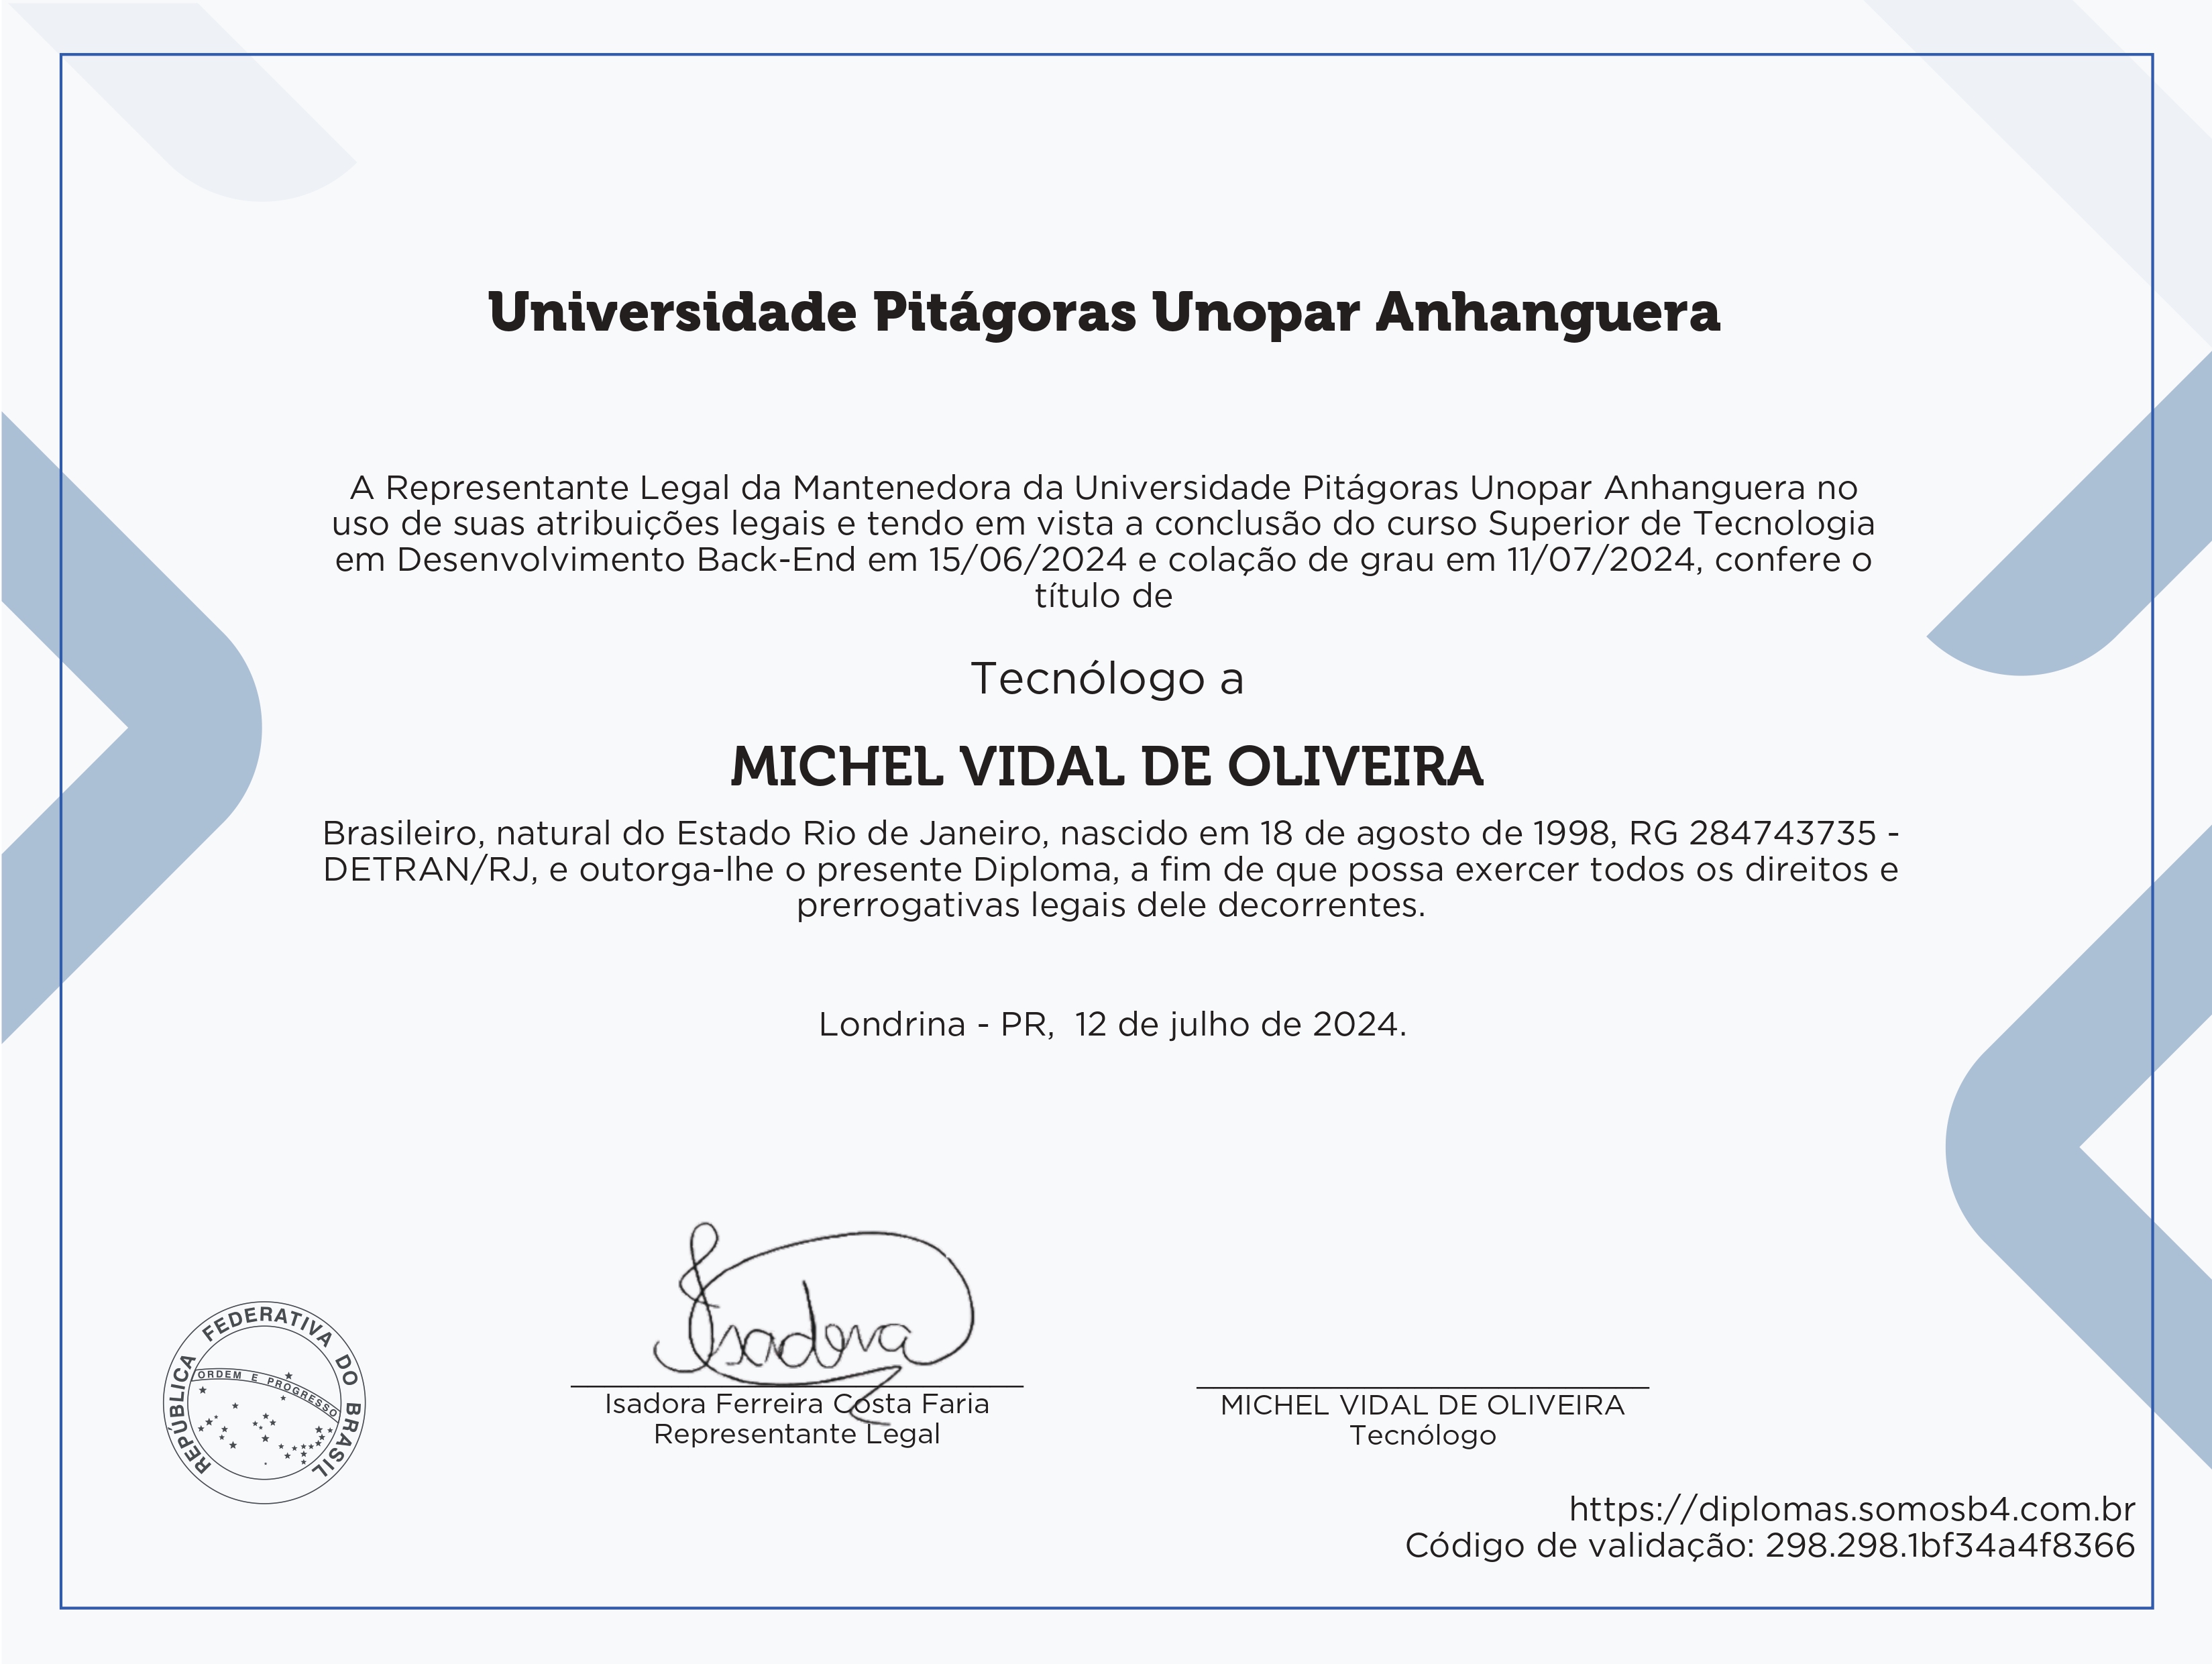 Universidade Pitágoras Unopar Anhanguera
A Representante Legal da Mantenedora da Universidade Pitágoras Unopar Anhanguera no
uso de suas atribuições legais e tendo em vista a conclusão do curso Superior de Tecnologia
em Desenvolvimento Back-End em 15/06/2024 e colação de grau em 11/07/2024, confere o
título de
Tecnólogo a
MICHEL VIDAL DE OLIVEIRA
Brasileiro, natural do Estado Rio de Janeiro, nascido em 18 de agosto de 1998, RG 284743735 -
DETRAN/RJ, e outorga-lhe o presente Diploma, a fim de que possa exercer todos os direitos e
prerrogativas legais dele decorrentes.
Londrina - PR,  12 de julho de 2024.
REPÚBLICA FEDERATIVA DO BRASIL
ORDEM E PROGRESSO
Isadora
Isadora Ferreira Costa Faria
Representante Legal
MICHEL VIDAL DE OLIVEIRA
Tecnólogo
https://diplomas.somosb4.com.br
Código de validação: 298.298.1bf34a4f8366